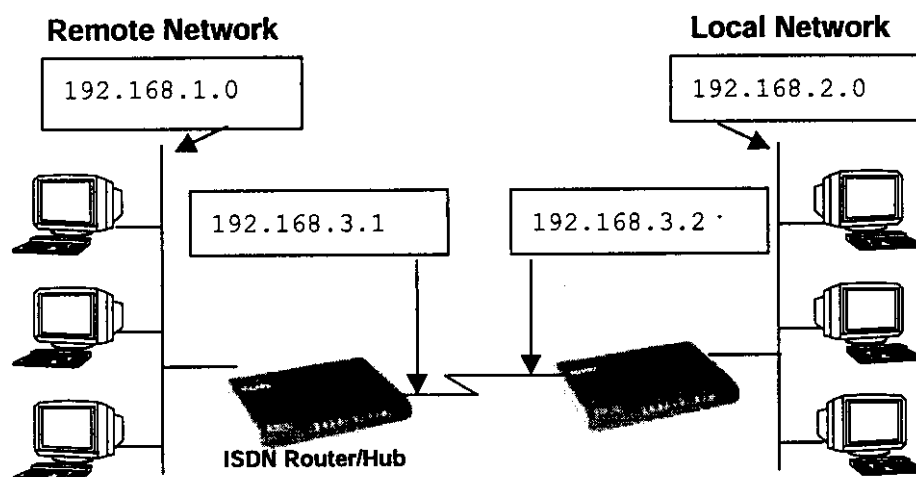 Remote Network
Local Network
192.168.1.0
192.168.2.0
192.168.3.1
192.168.3.2
ISDN Router/Hub